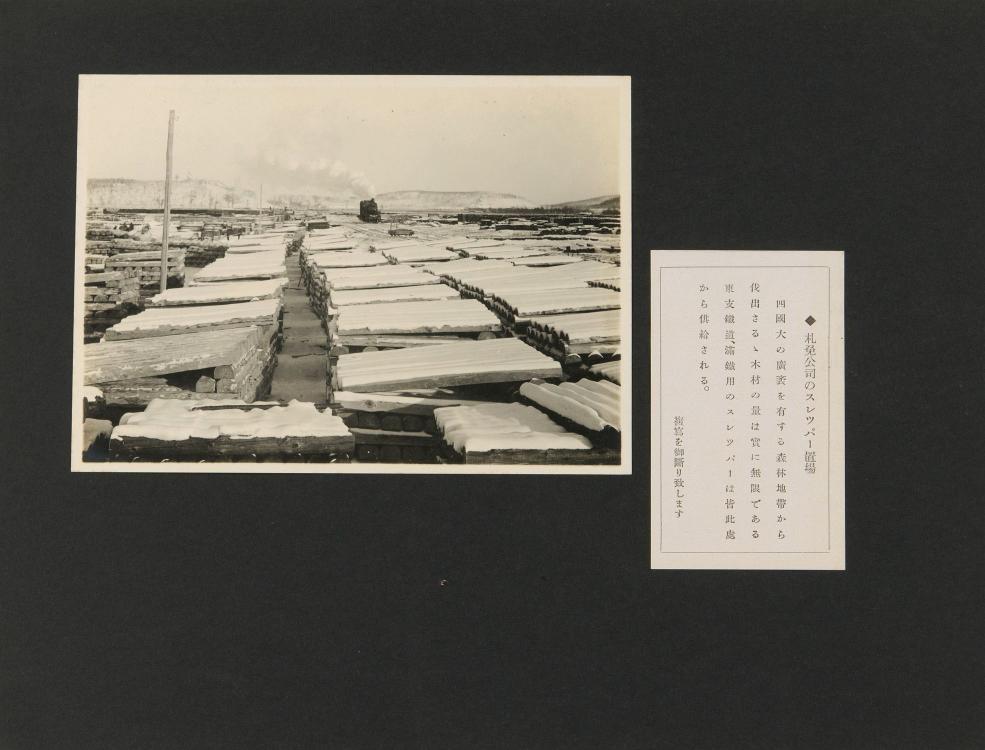 ◆札免公司のスレツパー置場
四國大の廣袤を有する森林地帶から
伐出さるゝ木材の量は實に無限である
東支鐵道、滿鐵用のスレツパーは皆此處
から供給される。
複寫を御斷り致します